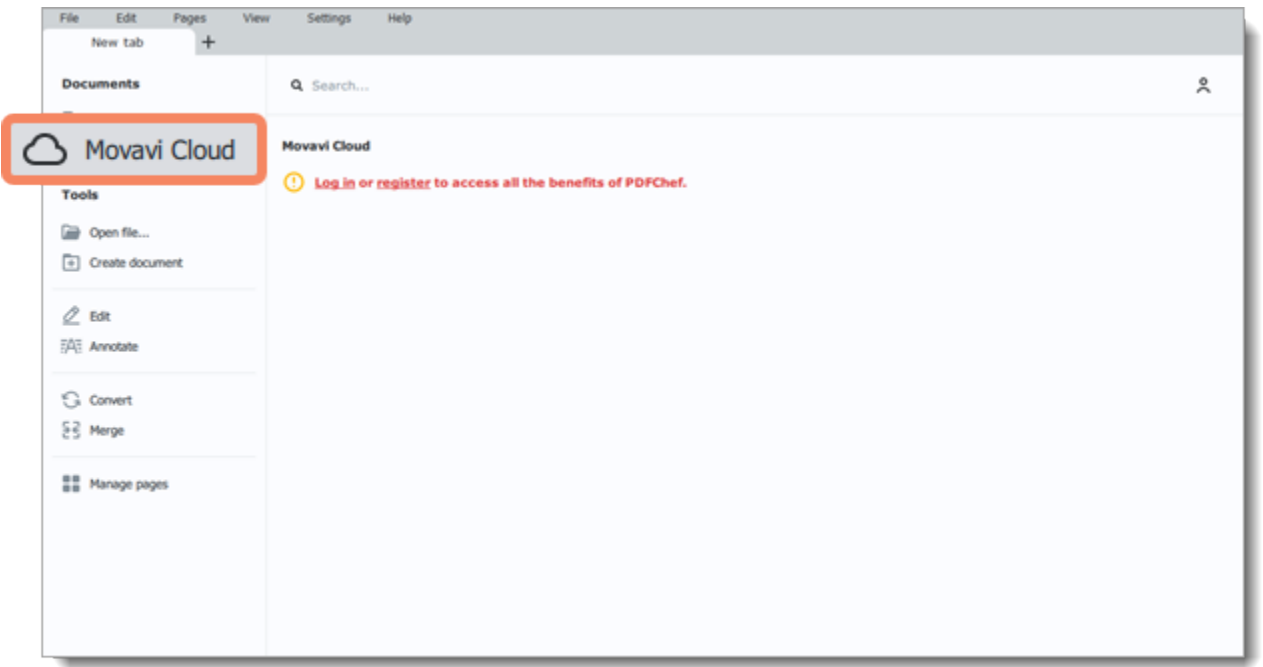 File Edit Pages View Settings Help
New tab +
Documents
Search...
Movavi Cloud
Movavi Cloud
Log in or register to access all the benefits of PDFChef.
Tools
Open file...
Create document
Edit
Annotate
Convert
Merge
Manage pages